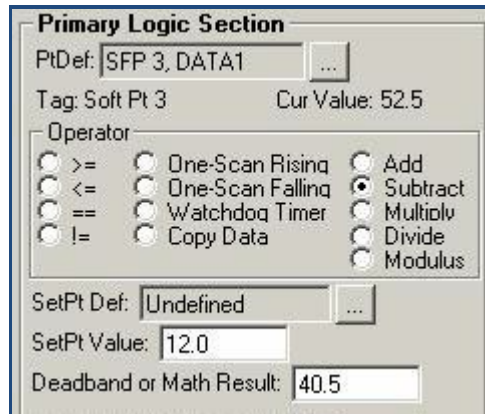 Primary Logic Section
PtDef: SFP 3, DATA1 ...
Tag: Soft Pt 3 Cur Value: 52.5
Operator
>= One-Scan Rising Add
<= One-Scan Falling Subtract
== Watchdog Timer Multiply
!= Copy Data Divide
Modulus
SetPt Def: Undefined ...
SetPt Value: 12.0
Deadband or Math Result: 40.5